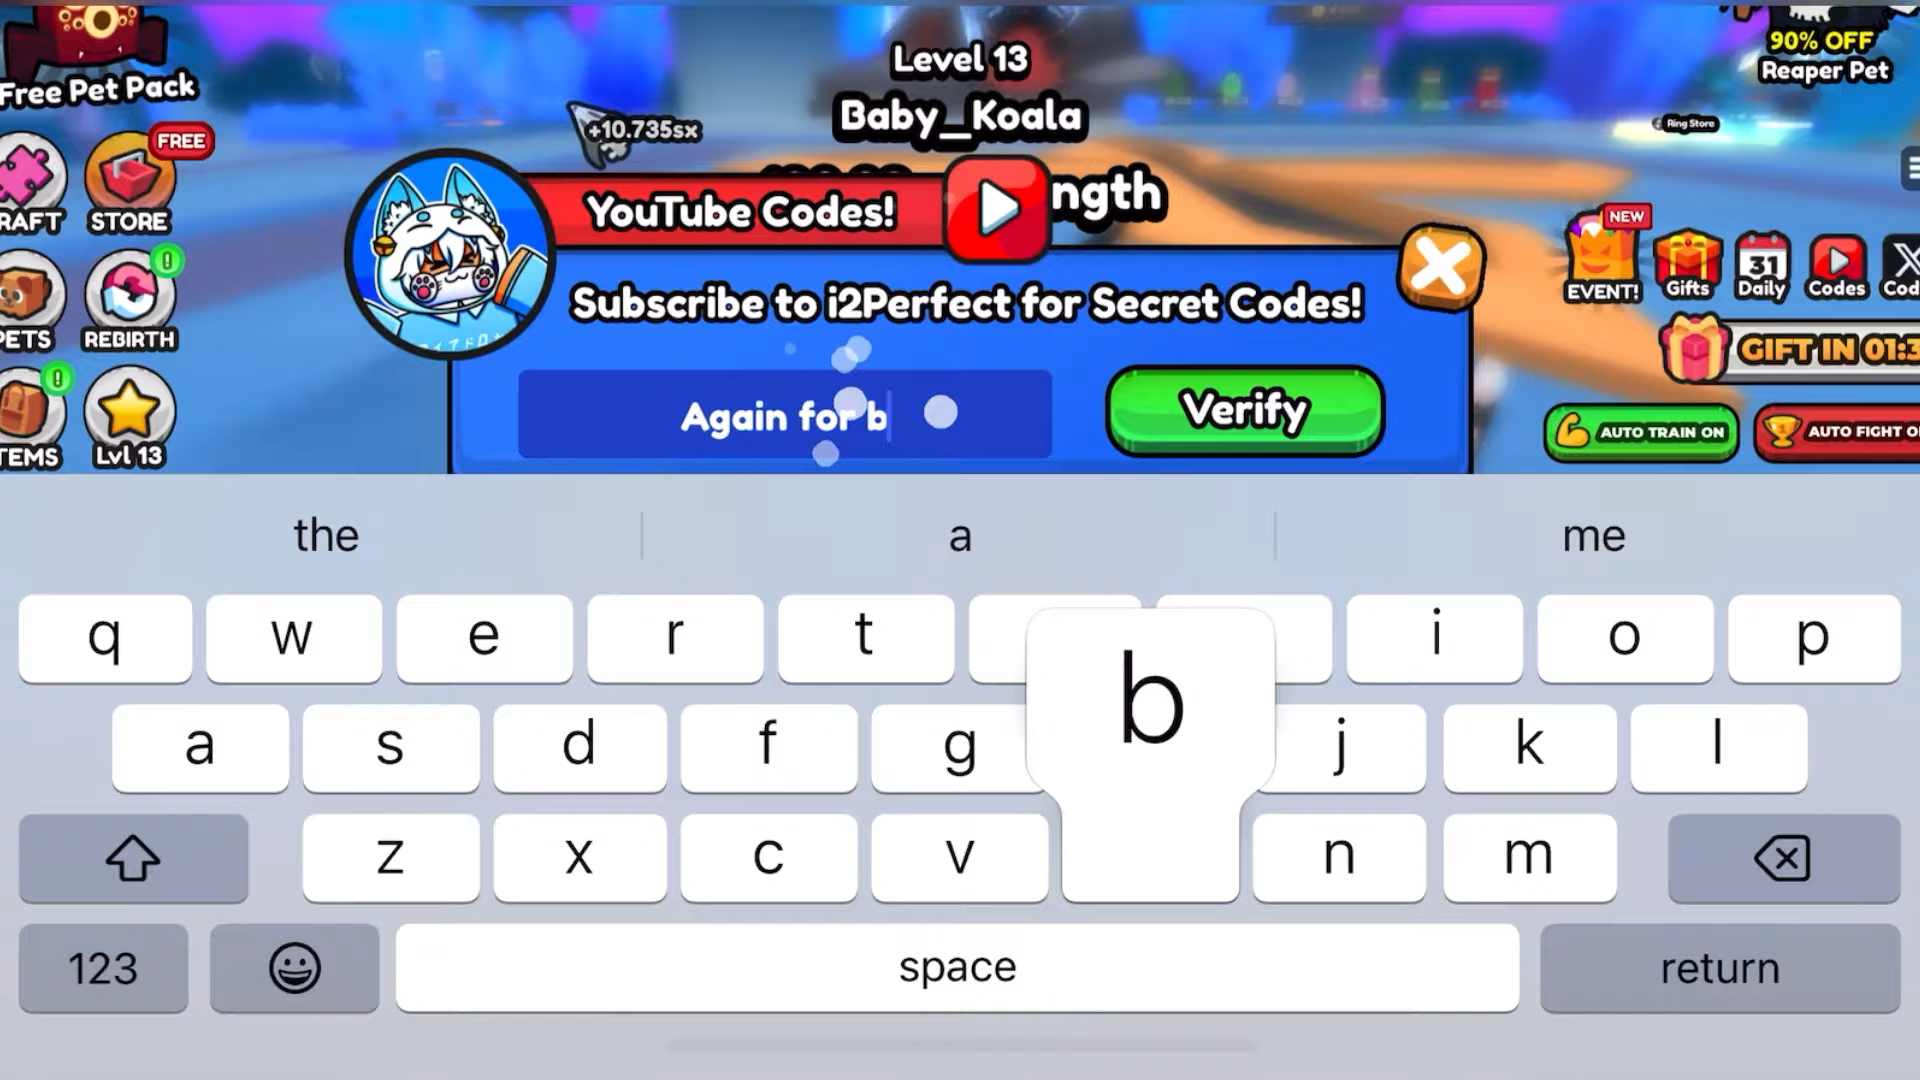 Free Pet Pack
FREE
RAFT
STORE
PETS
REBIRTH
TEMS
Lvl 13
+10.735sx
Level 13
Baby_Koala
ngth
YouTube Codes!
Subscribe to i2Perfect for Secret Codes!
Again for b
Verify
90% OFF
Reaper Pet
Ring Store
NEW
EVENT!
Gifts
31
Daily
Codes
X
Cod
GIFT IN 01:3
AUTO TRAIN ON
AUTO FIGHT O
the a me
q w e r t i o p
b
a s d f g j k l
z x c v n m
123 space return